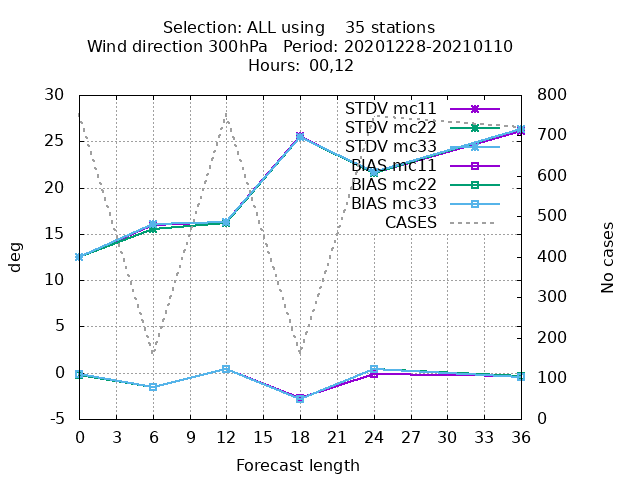 Selection: ALL using    35 stations
Wind direction 300hPa   Period: 20201228-20210110
Hours: 00,12
30
25
20
15
10
5
0
-5
deg
800
700
600
500
400
300
200
100
0
No cases
STDV mc11
STDV mc22
STDV mc33
BIAS mc11
BIAS mc22
BIAS mc33
CASES
0 3 6 9 12 15 18 21 24 27 30 33 36
Forecast length